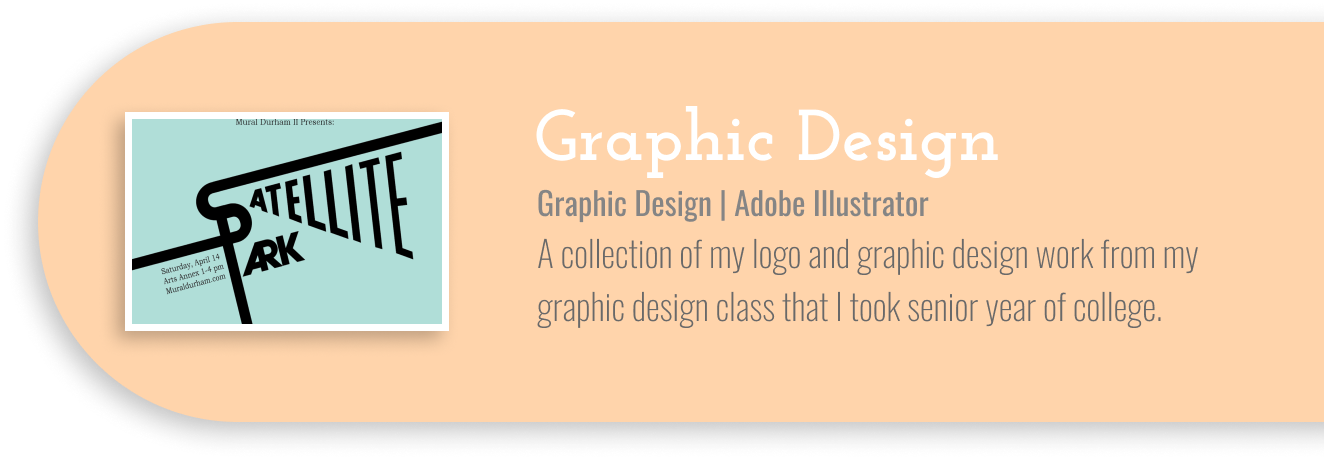 Mural Durham II Presents:
SATELLITE
PARK
Saturday, April 14
Arts Annex 1-4 pm
Muraldurham.com
Graphic Design
Graphic Design | Adobe Illustrator
A collection of my logo and graphic design work from my
graphic design class that I took senior year of college.